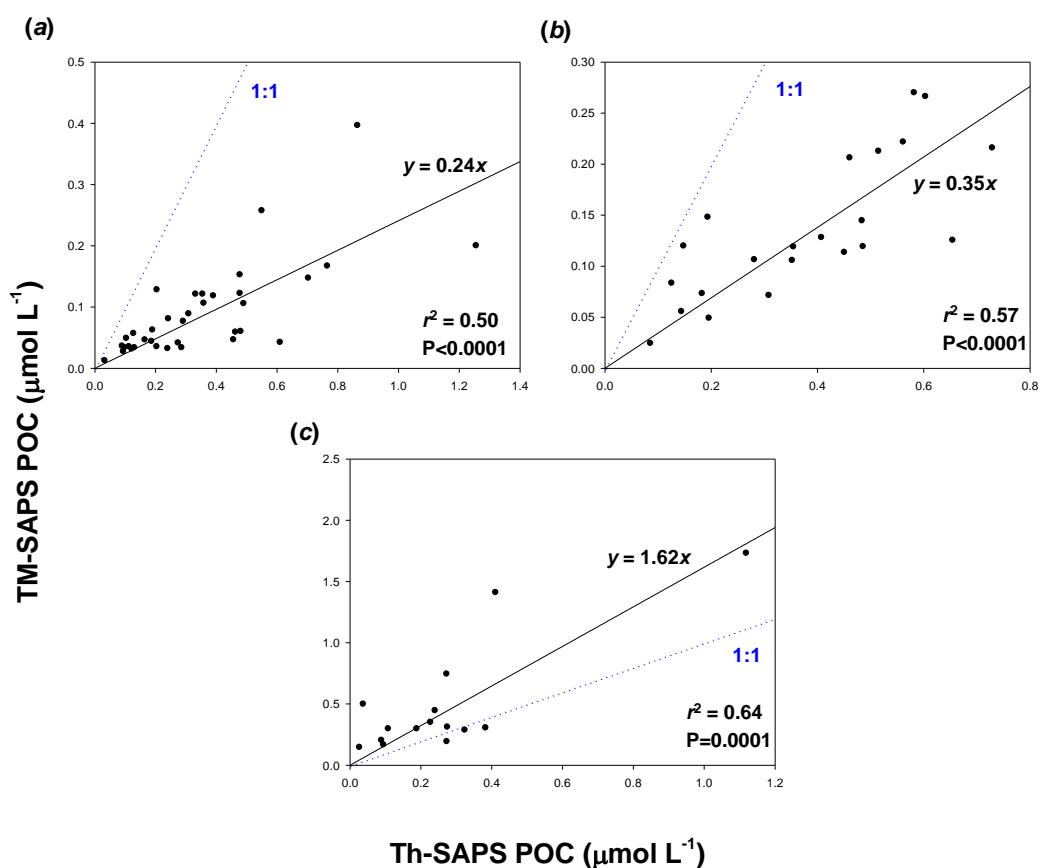 (a)
0.5
0.4
0.3
0.2
0.1
0.0
1:1
y = 0.24x
r² = 0.50
P<0.0001
0.0 0.2 0.4 0.6 0.8 1.0 1.2 1.4
(b)
0.30
0.25
0.20
0.15
0.10
0.05
0.00
1:1
y = 0.35x
r² = 0.57
P<0.0001
0.0 0.2 0.4 0.6 0.8
TM-SAPS POC (μmol L⁻¹)
(c)
2.5
2.0
1.5
1.0
0.5
0.0
y = 1.62x
1:1
r² = 0.64
P=0.0001
0.0 0.2 0.4 0.6 0.8 1.0 1.2
Th-SAPS POC (μmol L⁻¹)